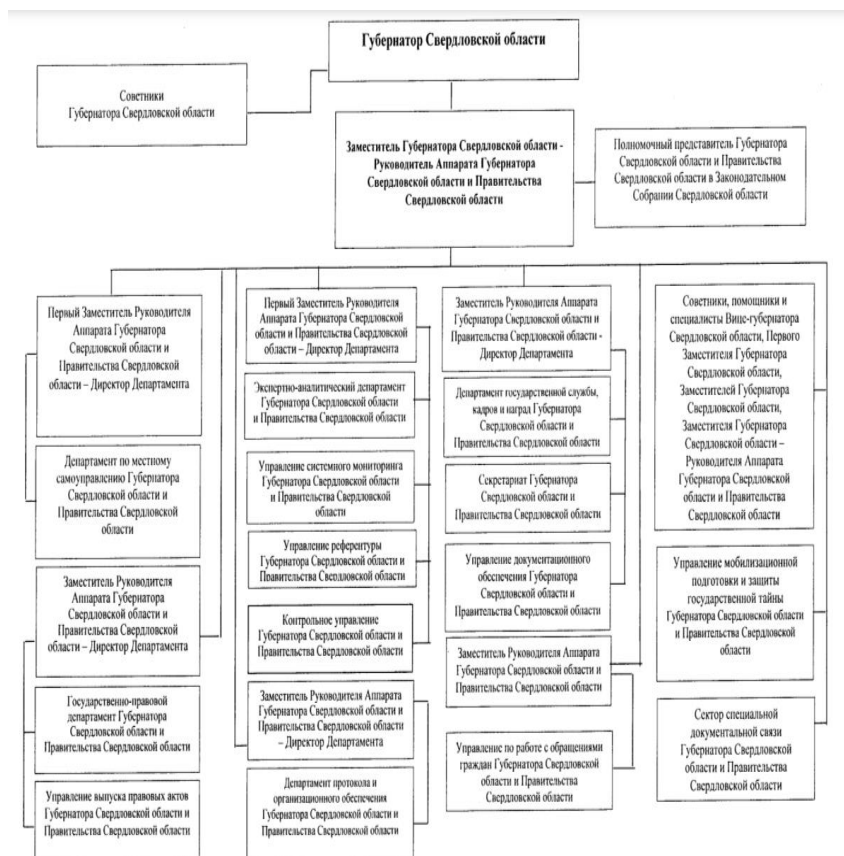 Губернатор Свердловской области
Советники
Губернатора Свердловской области
Заместитель Губернатора Свердловской области -
Руководитель Аппарата Губернатора
Свердловской области и Правительства
Свердловской области
Полномочный представитель Губернатора
Свердловской области и Правительства
Свердловской области в Законодательном
Собрании Свердловской области
Первый Заместитель Руководителя
Аппарата Губернатора
Свердловской области и
Правительства Свердловской
области – Директор Департамента
Департамент по местному
самоуправлению Губернатора
Свердловской области и
Правительства Свердловской
области
Заместитель Руководителя
Аппарата Губернатора
Свердловской области и
Правительства Свердловской
области – Директор Департамента
Государственно-правовой
департамент Губернатора
Свердловской области и
Правительства Свердловской области
Управление выпуска правовых актов
Губернатора Свердловской области и
Правительства Свердловской области
Первый Заместитель Руководителя
Аппарата Губернатора Свердловской
области и Правительства Свердловской
области – Директор Департамента
Экспертно-аналитический департамент
Губернатора Свердловской области
и Правительства Свердловской области
Управление системного мониторинга
Губернатора Свердловской области
и Правительства Свердловской
области
Управление референтуры
Губернатора Свердловской области и
Правительства Свердловской области
Контрольное управление
Губернатора Свердловской области и
Правительства Свердловской области
Заместитель Руководителя Аппарата
Губернатора Свердловской области и
Правительства Свердловской области
– Директор Департамента
Департамент протокола и
организационного обеспечения
Губернатора Свердловской области и
Правительства Свердловской области
Заместитель Руководителя Аппарата
Губернатора Свердловской области и
Правительства Свердловской области -
Директор Департамента
Департамент государственной службы,
кадров и наград Губернатора
Свердловской области и
Правительства Свердловской области
Секретариат Губернатора
Свердловской области и
Правительства Свердловской области
Управление документационного
обеспечения Губернатора
Свердловской области и
Правительства Свердловской области
Заместитель Руководителя Аппарата
Губернатора Свердловской области и
Правительства Свердловской области
Управление по работе с обращениями
граждан Губернатора Свердловской
области и Правительства
Свердловской области
Советники, помощники и
специалисты Вице-губернатора
Свердловской области, Первого
Заместителя Губернатора
Свердловской области,
Заместителей Губернатора
Свердловской области,
Заместителя Губернатора
Свердловской области –
Руководителя Аппарата
Губернатора Свердловской
области и Правительства
Свердловской области
Управление мобилизационной
подготовки и защиты
государственной тайны
Губернатора Свердловской области
и Правительства Свердловской
области
Сектор специальной
документальной связи
Губернатора Свердловской
области и Правительства
Свердловской области